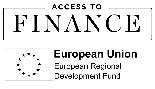 ACCESS TO
FINANCE
European Union
European Regional
Development Fund